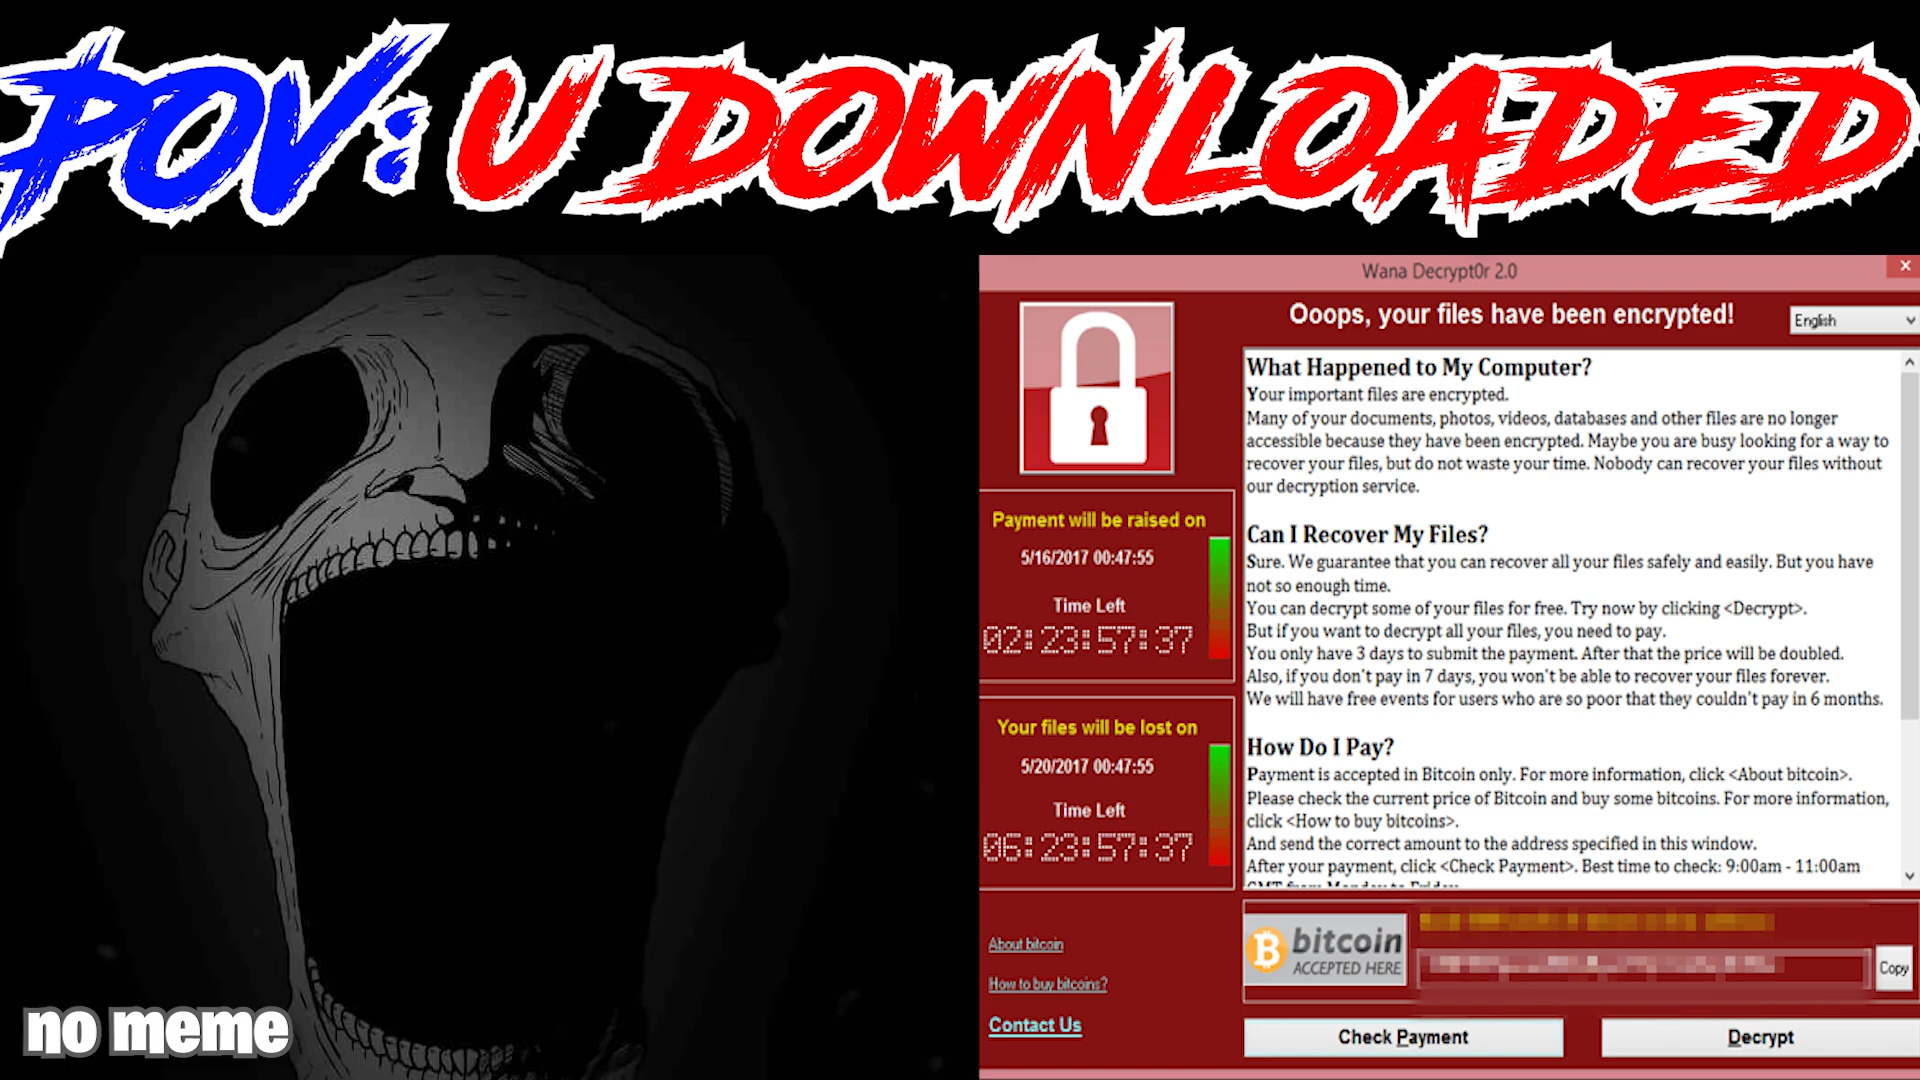 POV: U DOWNLOADED
Wana Decrypt0r 2.0
Ooops, your files have been encrypted!
English
What Happened to My Computer?
Your important files are encrypted.
Many of your documents, photos, videos, databases and other files are no longer
accessible because they have been encrypted. Maybe you are busy looking for a way to
recover your files, but do not waste your time. Nobody can recover your files without
our decryption service.
Can I Recover My Files?
Sure. We guarantee that you can recover all your files safely and easily. But you have
not so enough time.
You can decrypt some of your files for free. Try now by clicking <Decrypt>.
But if you want to decrypt all your files, you need to pay.
You only have 3 days to submit the payment. After that the price will be doubled.
Also, if you don't pay in 7 days, you won't be able to recover your files forever.
We will have free events for users who are so poor that they couldn't pay in 6 months.
How Do I Pay?
Payment is accepted in Bitcoin only. For more information, click <About bitcoin>.
Please check the current price of Bitcoin and buy some bitcoins. For more information,
click <How to buy bitcoins>.
And send the correct amount to the address specified in this window.
After your payment, click <Check Payment>. Best time to check: 9:00am - 11:00am
GMT from Monday to Friday.
Payment will be raised on
5/16/2017 00:47:55
Time Left
02:23:57:37
Your files will be lost on
5/20/2017 00:47:55
Time Left
06:23:57:37
About bitcoin
How to buy bitcoins?
Contact Us
bitcoin
ACCEPTED HERE
Copy
Check Payment
Decrypt
no meme